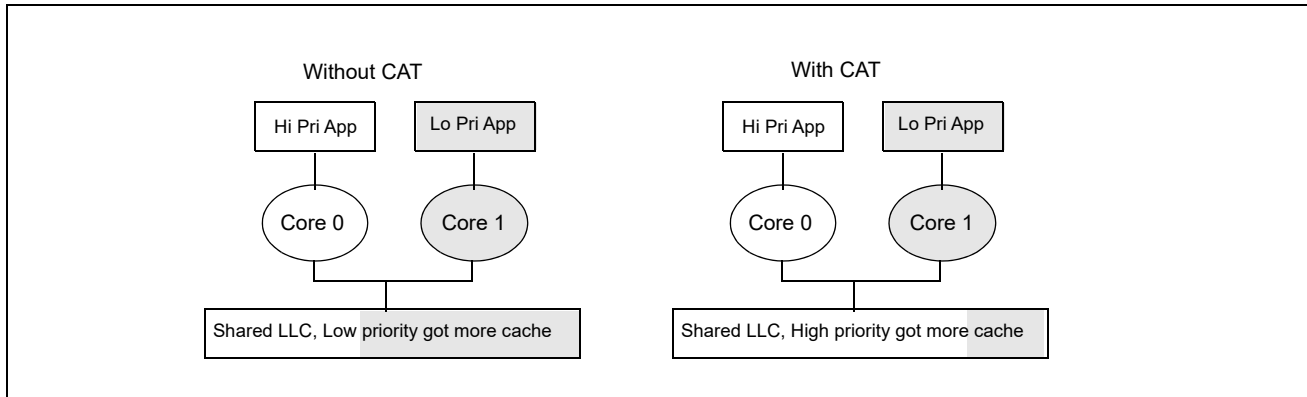 Without CAT
Hi Pri App
Lo Pri App
Core 0
Core 1
Shared LLC, Low priority got more cache
With CAT
Hi Pri App
Lo Pri App
Core 0
Core 1
Shared LLC, High priority got more cache